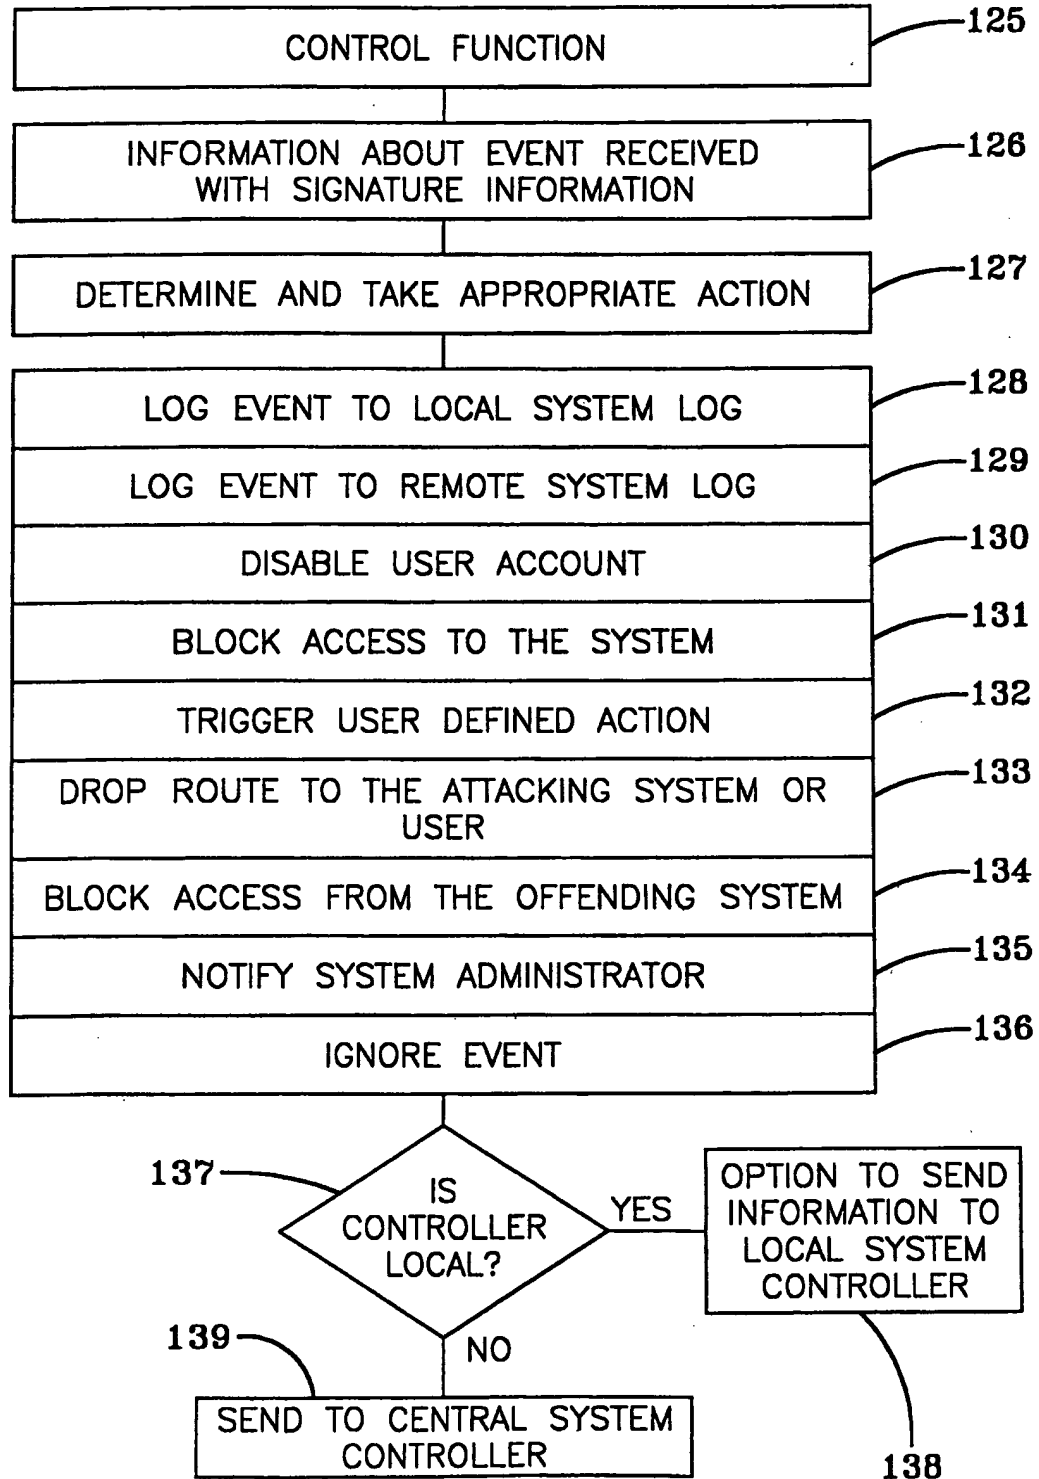 CONTROL FUNCTION
125
INFORMATION ABOUT EVENT RECEIVED
WITH SIGNATURE INFORMATION
126
DETERMINE AND TAKE APPROPRIATE ACTION
127
LOG EVENT TO LOCAL SYSTEM LOG
128
LOG EVENT TO REMOTE SYSTEM LOG
129
DISABLE USER ACCOUNT
130
BLOCK ACCESS TO THE SYSTEM
131
TRIGGER USER DEFINED ACTION
132
DROP ROUTE TO THE ATTACKING SYSTEM OR
USER
133
BLOCK ACCESS FROM THE OFFENDING SYSTEM
134
NOTIFY SYSTEM ADMINISTRATOR
135
IGNORE EVENT
136
137
IS
CONTROLLER
LOCAL?
YES
OPTION TO SEND
INFORMATION TO
LOCAL SYSTEM
CONTROLLER
138
NO
139
SEND TO CENTRAL SYSTEM
CONTROLLER